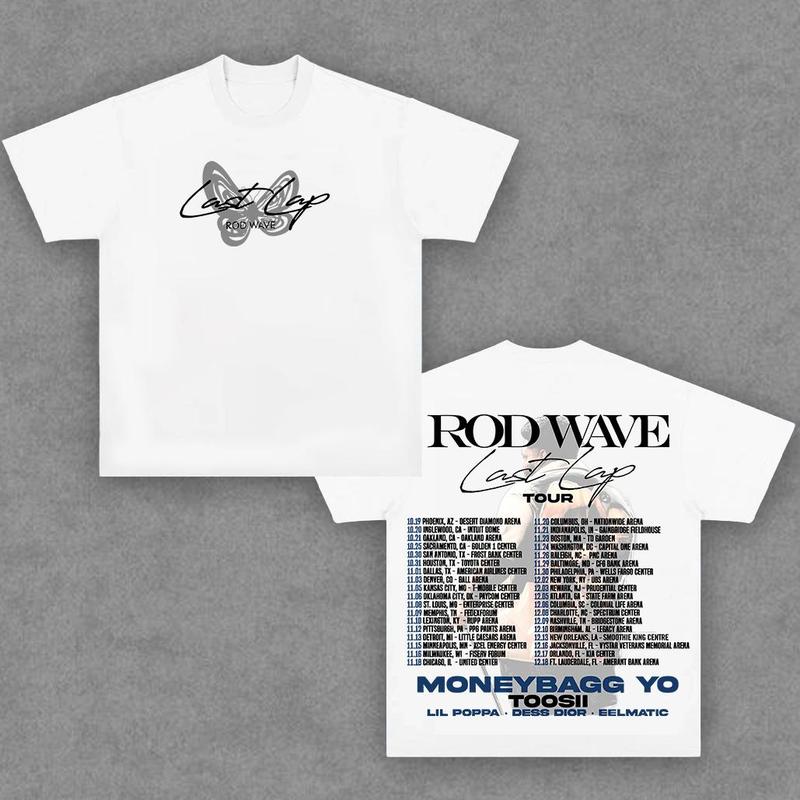 Last Lap
ROD WAVE
ROD WAVE
Last Lap
TOUR
10.19 PHOENIX, AZ - DESERT DIAMOND ARENA
10.20 INGLEWOOD, CA - INTUIT DOME
10.21 OAKLAND, CA - OAKLAND ARENA
10.25 SACRAMENTO, CA - GOLDEN 1 CENTER
10.30 SAN ANTONIO, TX - FROST BANK CENTER
10.31 HOUSTON, TX - TOYOTA CENTER
11.01 DALLAS, TX - AMERICAN AIRLINES CENTER
11.03 DENVER, CO - BALL ARENA
11.05 KANSAS CITY, MO - T-MOBILE CENTER
11.06 OKLAHOMA CITY, OK - PAYCOM CENTER
11.08 ST. LOUIS, MO - ENTERPRISE CENTER
11.09 MEMPHIS, TN - FEDEXFORUM
11.10 LEXINGTON, KY - RUPP ARENA
11.12 PITTSBURGH, PA - PPG PAINTS ARENA
11.13 DETROIT, MI - LITTLE CAESARS ARENA
11.15 MINNEAPOLIS, MN - XCEL ENERGY CENTER
11.16 MILWAUKEE, WI - FISERV FORUM
11.18 CHICAGO, IL - UNITED CENTER
11.20 COLUMBUS, OH - NATIONWIDE ARENA
11.21 INDIANAPOLIS, IN - GAINBRIDGE FIELDHOUSE
11.23 BOSTON, MA - TD GARDEN
11.24 WASHINGTON, DC - CAPITAL ONE ARENA
11.26 RALEIGH, NC - PNC ARENA
11.29 BALTIMORE, MD - CFG BANK ARENA
11.30 PHILADELPHIA, PA - WELLS FARGO CENTER
12.02 NEW YORK, NY - UBS ARENA
12.03 NEWARK, NJ - PRUDENTIAL CENTER
12.05 ATLANTA, GA - STATE FARM ARENA
12.06 COLUMBIA, SC - COLONIAL LIFE ARENA
12.08 CHARLOTTE, NC - SPECTRUM CENTER
12.09 NASHVILLE, TN - BRIDGESTONE ARENA
12.10 BIRMINGHAM, AL - LEGACY ARENA
12.13 NEW ORLEANS, LA - SMOOTHIE KING CENTRE
12.16 JACKSONVILLE, FL - VYSTAR VETERANS MEMORIAL ARENA
12.17 ORLANDO, FL - KIA CENTER
12.18 FT. LAUDERDALE, FL - AMERANT BANK ARENA
MONEYBAGG YO
TOOSII
LIL POPPA · DESS DIOR · EELMATIC